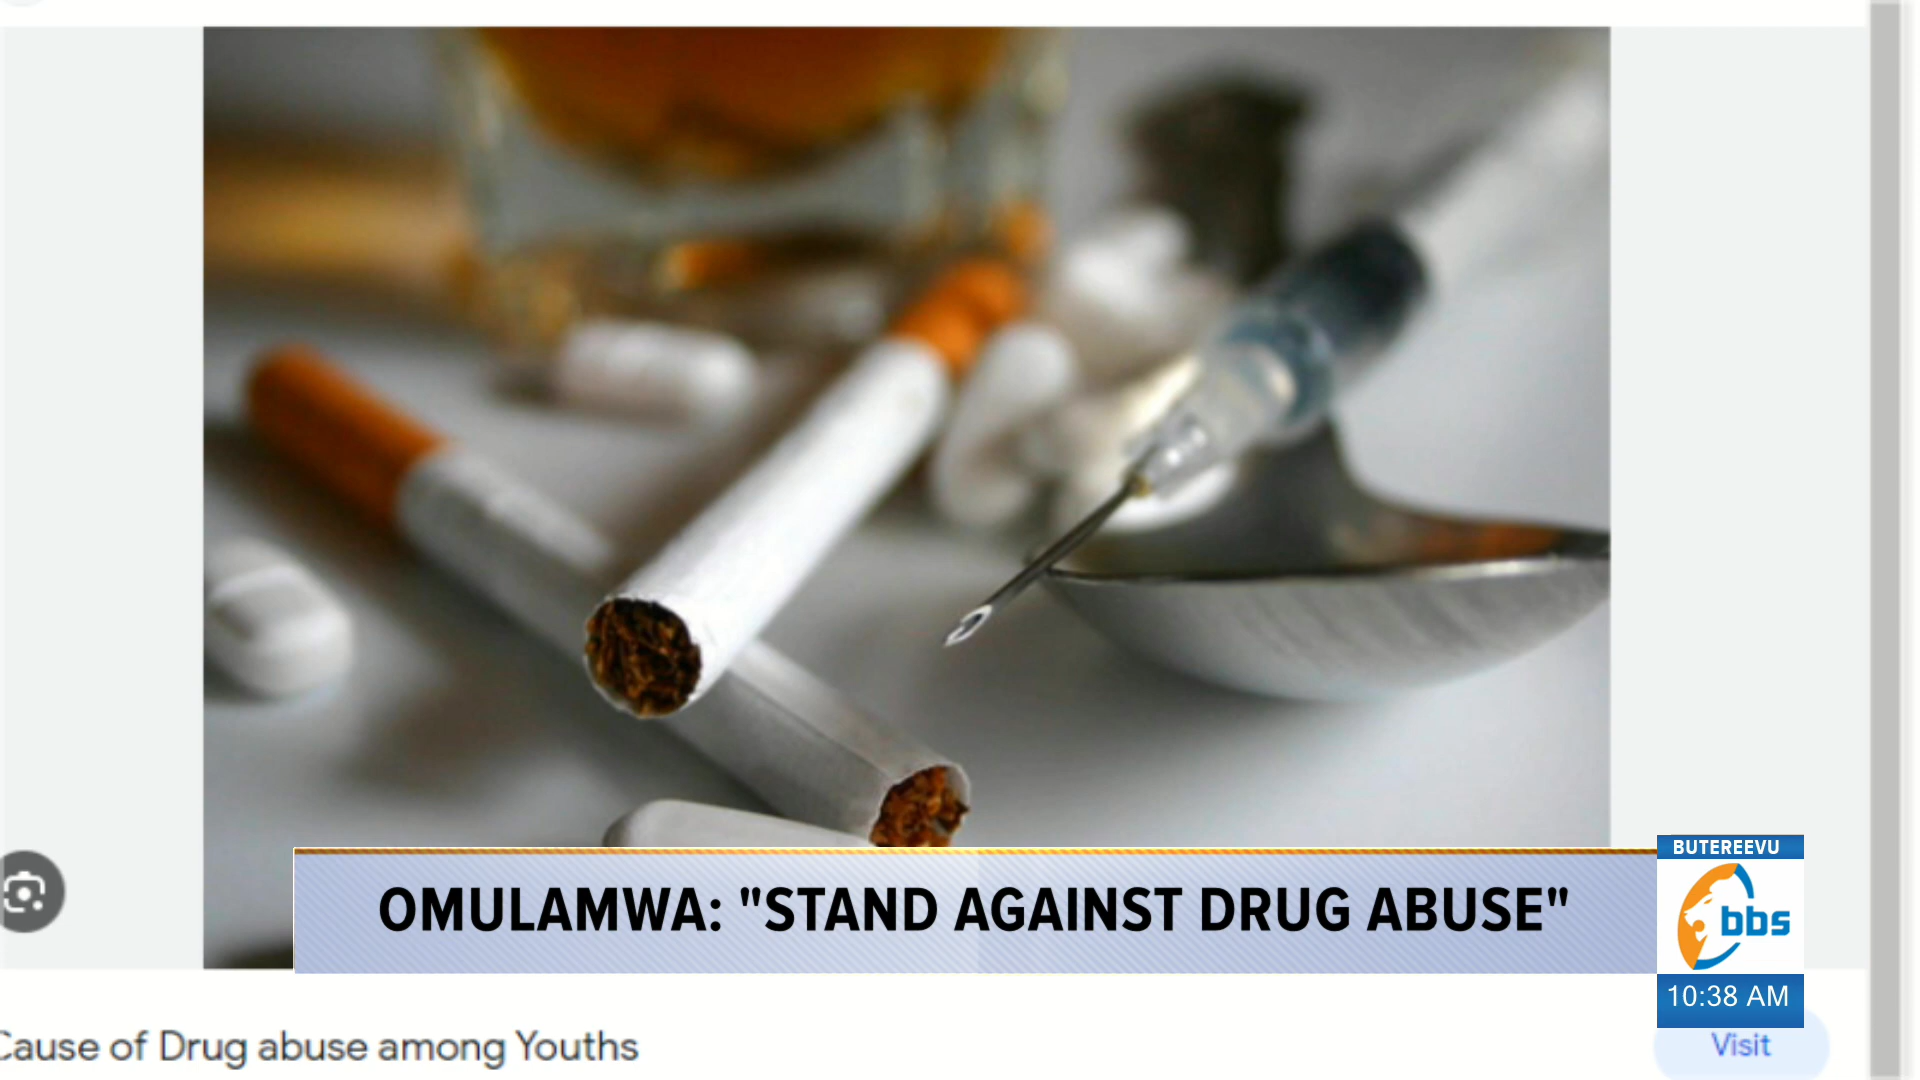 BUTEREEVU
OMULAMWA: "STAND AGAINST DRUG ABUSE"
bbs
10:38 AM
Cause of Drug abuse among Youths
Visit